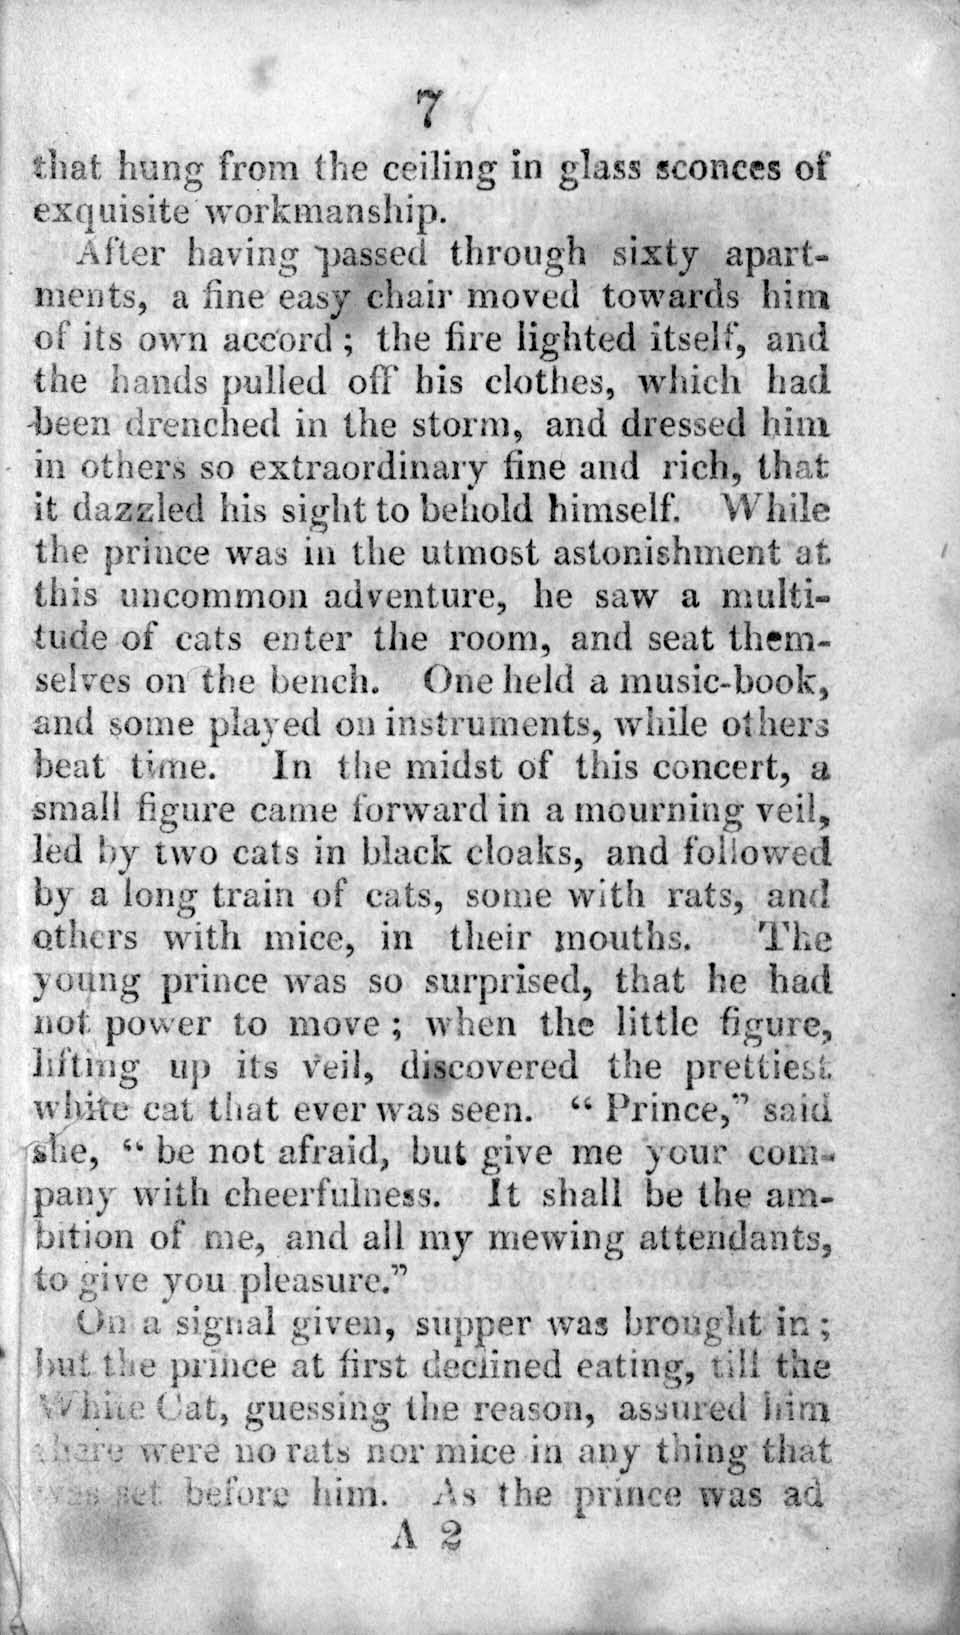 7
that hung from the ceiling in glass sconces of
exquisite workmanship.
After having passed through sixty apart-
ments, a fine easy chair moved towards him
of its own accord ; the fire lighted itself, and
the hands pulled off his clothes, which had
been drenched in the storm, and dressed him
in others so extraordinary fine and rich, that
it dazzled his sight to behold himself. While
the prince was in the utmost astonishment at
this uncommon adventure, he saw a multi-
tude of cats enter the room, and seat them-
selves on the bench. One held a music-book,
and some played on instruments, while others
beat time. In the midst of this concert, a
small figure came forward in a mourning veil,
led by two cats in black cloaks, and followed
by a long train of cats, some with rats, and
others with mice, in their mouths. The
young prince was so surprised, that he had
not power to move ; when the little figure,
lifting up its veil, discovered the prettiest
white cat that ever was seen. “ Prince,” said
she, “ be not afraid, but give me your com-
pany with cheerfulness. It shall be the am-
bition of me, and all my mewing attendants,
to give you pleasure.”
On a signal given, supper was brought in ;
but the prince at first declined eating, till the
White Cat, guessing the reason, assured him
there were no rats nor mice in any thing that
was set before him. As the prince was ad
A 2